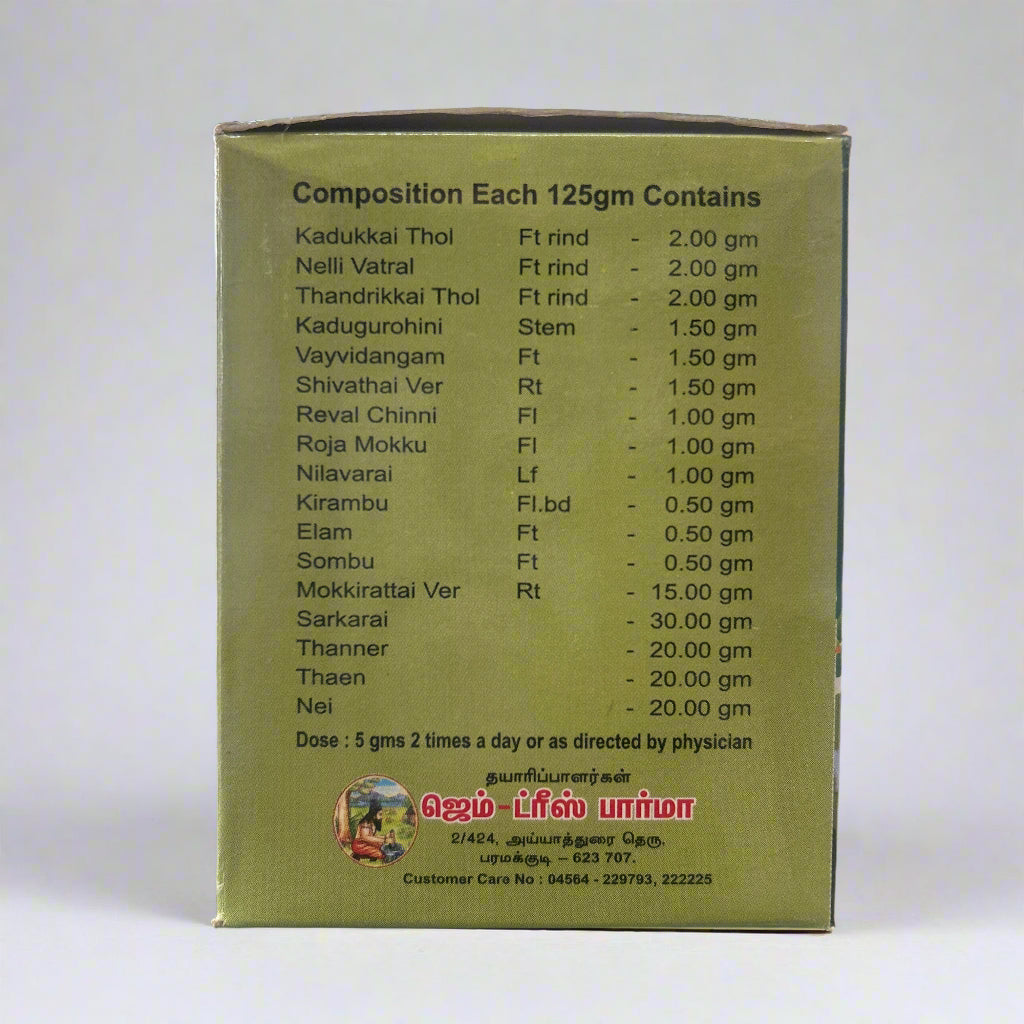 Composition Each 125gm Contains
Kadukkai Thol Ft rind - 2.00 gm
Nelli Vatral Ft rind - 2.00 gm
Thandrikkai Thol Ft rind - 2.00 gm
Kadugurohini Stem - 1.50 gm
Vayvidangam Ft - 1.50 gm
Shivathai Ver Rt - 1.50 gm
Reval Chinni Fl - 1.00 gm
Roja Mokku Fl - 1.00 gm
Nilavarai Lf - 1.00 gm
Kirambu Fl.bd - 0.50 gm
Elam Ft - 0.50 gm
Sombu Ft - 0.50 gm
Mokkirattai Ver Rt - 15.00 gm
Sarkarai - 30.00 gm
Thanner - 20.00 gm
Thaen - 20.00 gm
Nei - 20.00 gm
Dose : 5 gms 2 times a day or as directed by physician
தயாரிப்பாளர்கள்
ஜெம் - ட்ரீஸ் பார்மா
2/424, அய்யாத்துரை தெரு,
பரமக்குடி – 623 707.
Customer Care No : 04564 - 229793, 222225